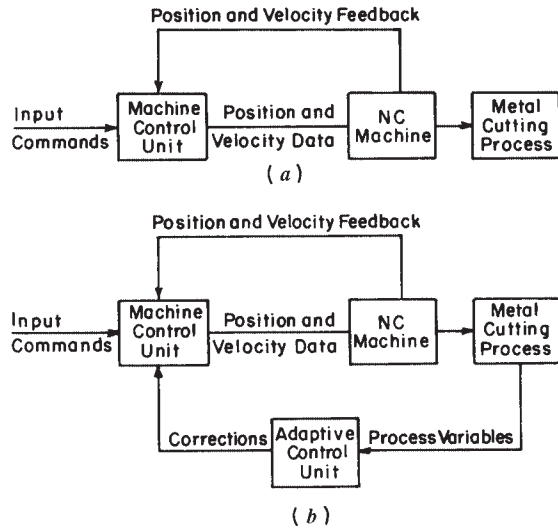 Position and Velocity Feedback
Input
Commands
Machine
Control
Unit
Position and
Velocity Data
NC
Machine
Metal
Cutting
Process
(a)
Position and Velocity Feedback
Input
Commands
Machine
Control
Unit
Position and
Velocity Data
NC
Machine
Metal
Cutting
Process
Corrections
Adaptive
Control
Unit
Process Variables
(b)